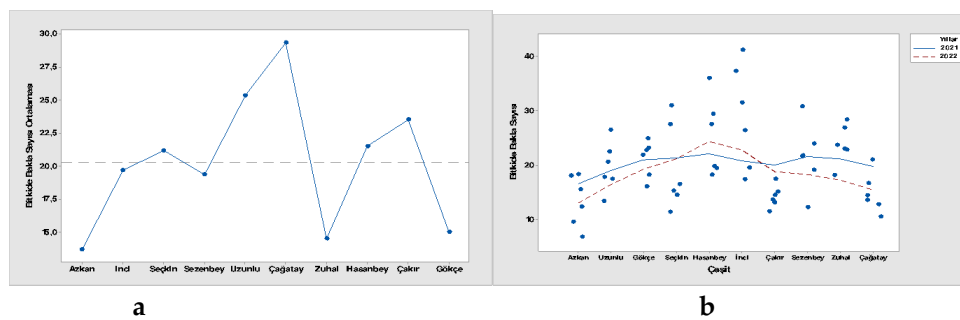 30,0
27,5
25,0
22,5
20,0
17,5
15,0
Bitkide Bakla Sayısı Ortalaması
Azkan Inci Seçkin Sezenbey Uzunlu Çağatay Zuhal Hasanbey Çakır Gökçe
a
Yıllar
2021
2022
40
30
20
10
Bitkide Bakla Sayısı
Azkan Uzunlu Gökçe Seçkin Hasanbey İnci Çakır Sezenbey Zuhal Çağatay
Çeşit
b